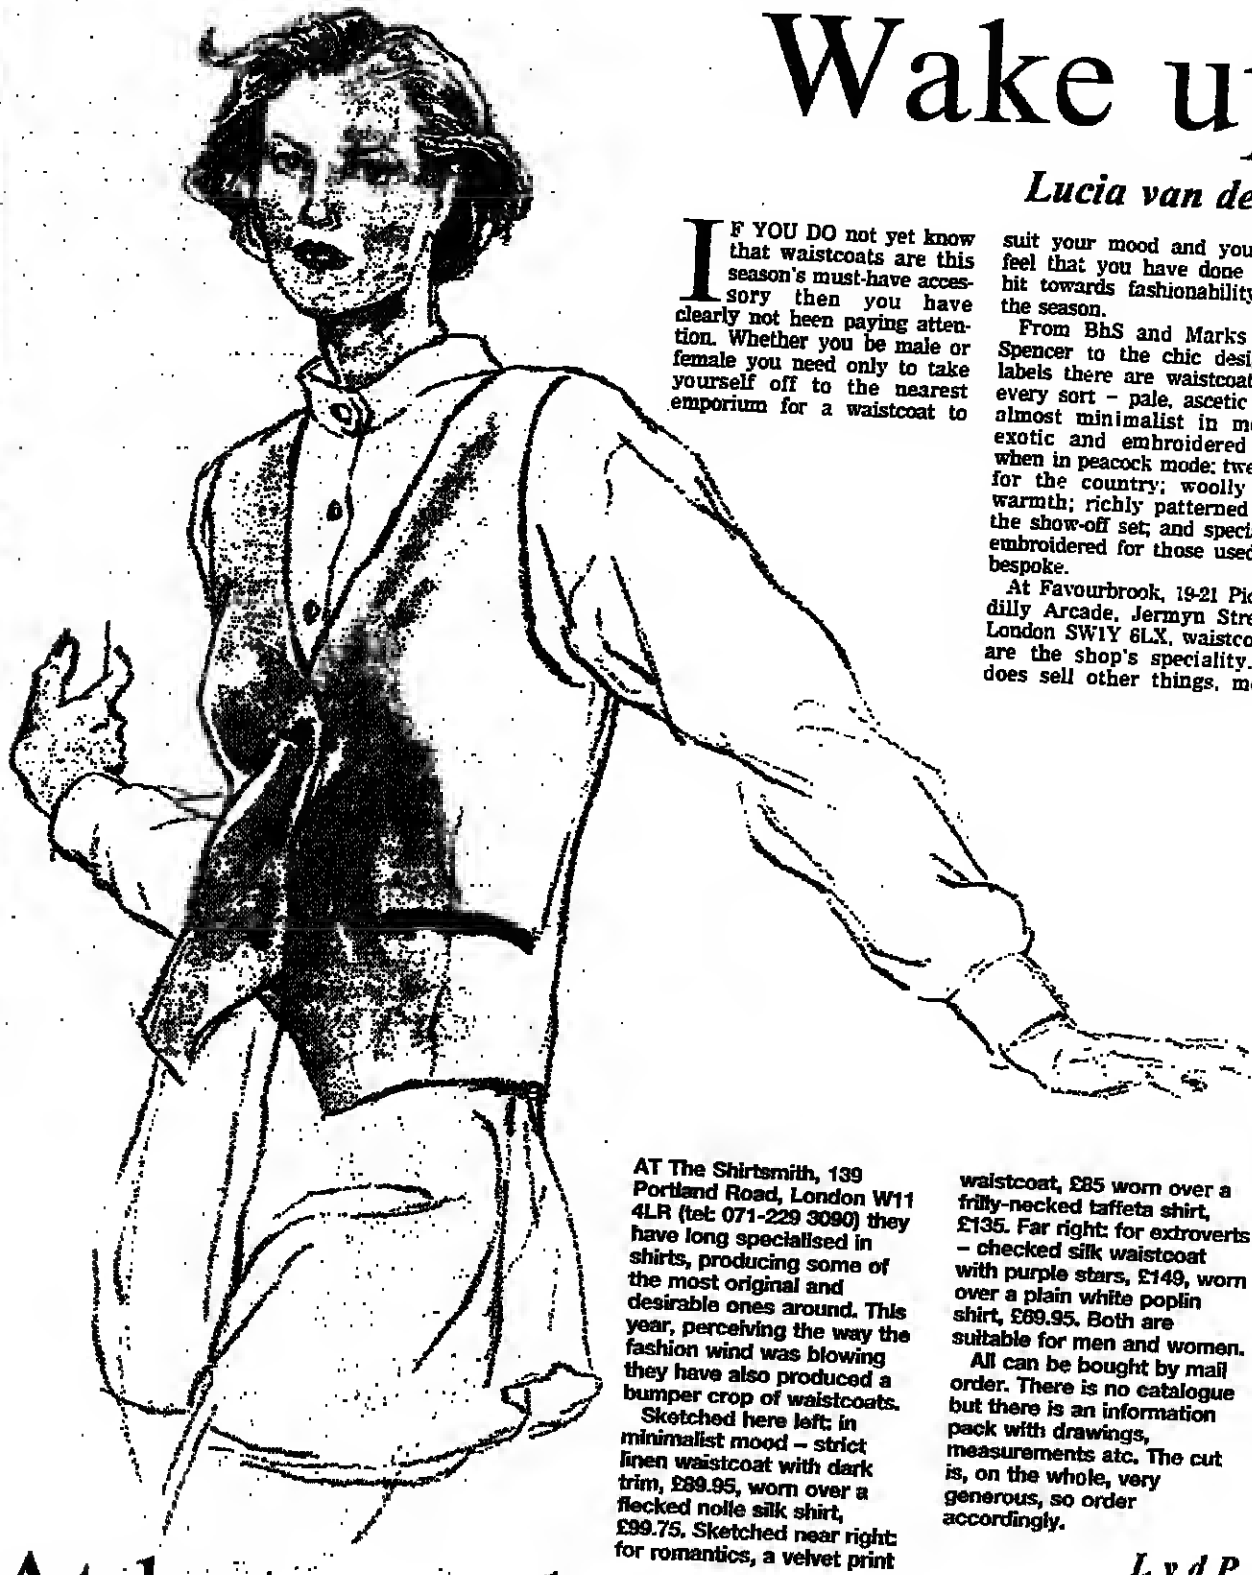 Wake up
Lucia van de
IF YOU DO not yet know
that waistcoats are this
season's must-have acces-
sory then you have
clearly not been paying atten-
tion. Whether you be male or
female you need only to take
yourself off to the nearest
emporium for a waistcoat to
suit your mood and you
feel that you have done
hit towards fashionability
the season.
From BhS and Marks
Spencer to the chic desi
labels there are waistcoat
every sort – pale, ascetic
almost minimalist in mo
exotic and embroidered
when in peacock mode: twe
for the country; woolly
warmth; richly patterned
the show-off set; and speci
embroidered for those used
bespoke.
At Favourbrook, 19-21 Pic
dilly Arcade, Jermyn Stre
London SW1Y 6LX, waistco
are the shop's speciality.
does sell other things, mo
AT The Shirtsmith, 139
Portland Road, London W11
4LR (tel: 071-229 3090) they
have long specialised in
shirts, producing some of
the most original and
desirable ones around. This
year, perceiving the way the
fashion wind was blowing
they have also produced a
bumper crop of waistcoats.
Sketched here left: in
minimalist mood – strict
linen waistcoat with dark
trim, £89.95, worn over a
flecked noile silk shirt,
£99.75. Sketched near right:
for romantics, a velvet print
waistcoat, £85 worn over a
frilly-necked taffeta shirt,
£135. Far right: for extroverts
– checked silk waistcoat
with purple stars, £149, worn
over a plain white poplin
shirt, £69.95. Both are
suitable for men and women.
All can be bought by mail
order. There is no catalogue
but there is an information
pack with drawings,
measurements atc. The cut
is, on the whole, very
generous, so order
accordingly.
L v d P